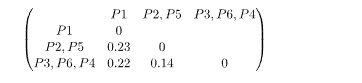 P1 P2, P5 P3, P6, P4
P1 0
P2, P5 0.23 0
P3, P6, P4 0.22 0.14 0